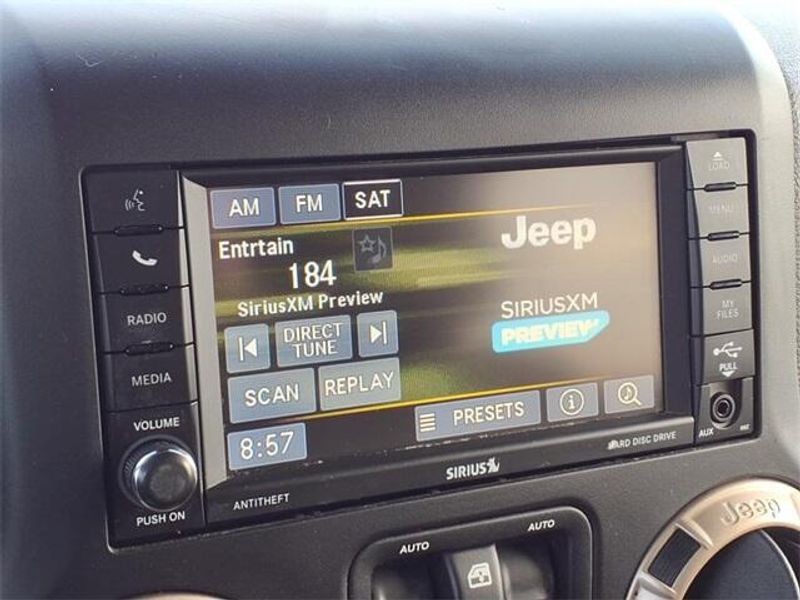 AM FM SAT
Entrtain
184
SiriusXM Preview
DIRECT
TUNE
SCAN
REPLAY
8:57
PRESETS
Jeep
SIRIUSXM
PREVIEW
RADIO
MEDIA
VOLUME
PUSH ON
ANTITHEFT
SIRIUS
HARD DISC DRIVE
LOAD
MENU
AUDIO
MY
FILES
PULL
AUX
AUTO
AUTO
Jeep